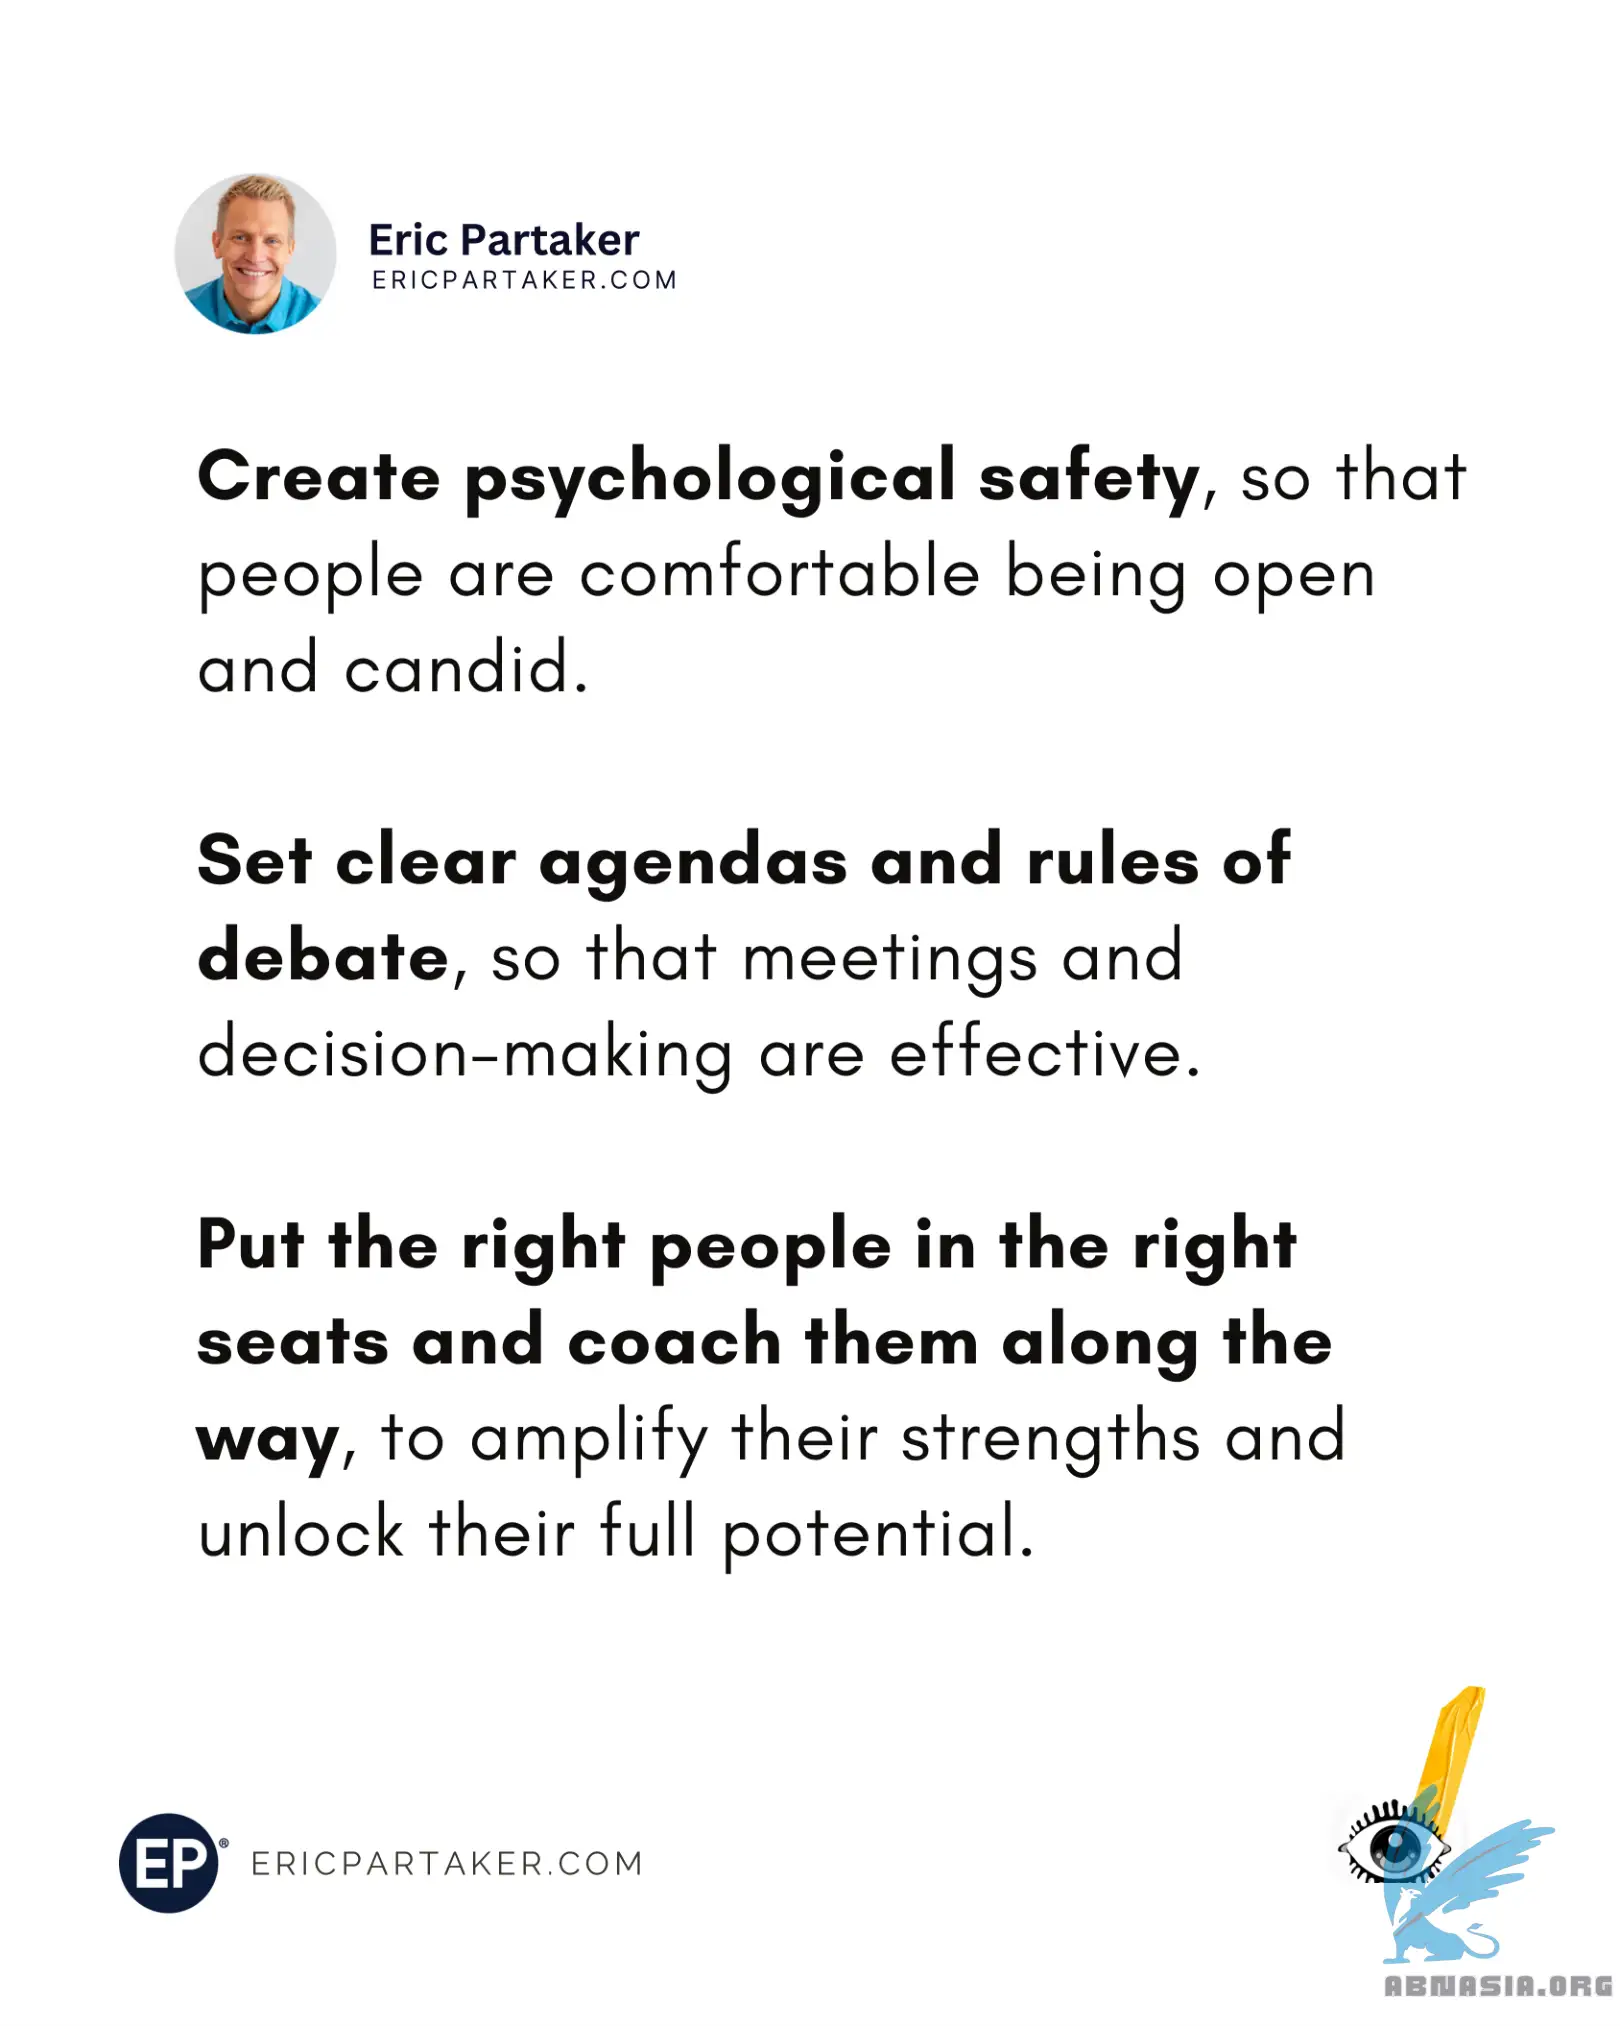 Eric Partaker
ERICPARTAKER.COM
Create psychological safety, so that
people are comfortable being open
and candid.
Set clear agendas and rules of
debate, so that meetings and
decision-making are effective.
Put the right people in the right
seats and coach them along the
way, to amplify their strengths and
unlock their full potential.
EP® ERICPARTAKER.COM
ABNASIA.ORG